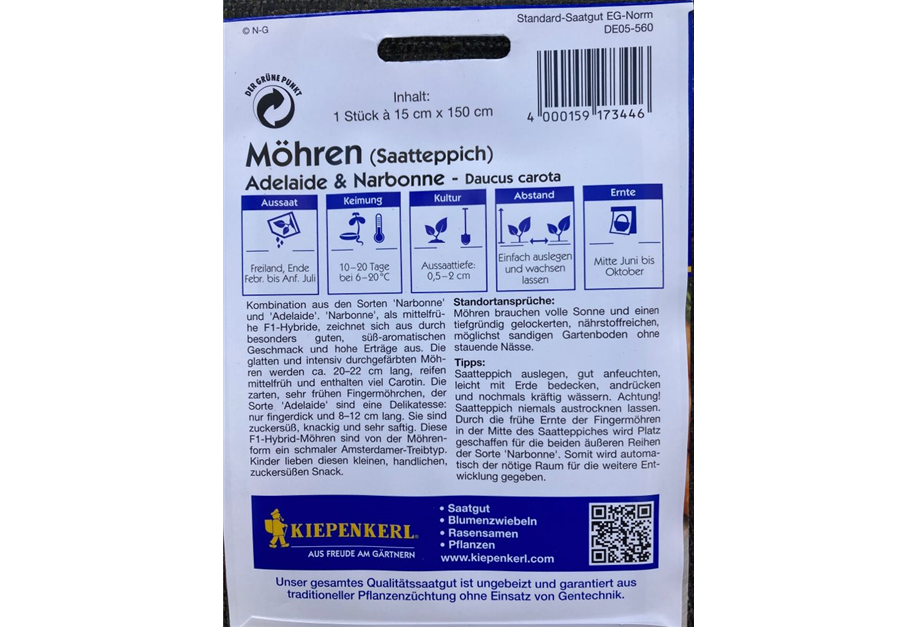 © N-G
Standard-Saatgut EG-Norm
DE05-560
DER GRÜNE PUNKT
Inhalt:
1 Stück à 15 cm x 150 cm
4 000159 173446
Möhren (Saatteppich)
Adelaide & Narbonne - Daucus carota
Aussaat
Freiland, Ende
Febr. bis Anf. Juli
Keimung
10–20 Tage
bei 6–20°C
Kultur
Aussaattiefe:
0,5–2 cm
Abstand
Einfach auslegen
und wachsen
lassen
Ernte
Mitte Juni bis
Oktober
Kombination aus den Sorten 'Narbonne'
und 'Adelaide'. 'Narbonne', als mittelfrü-
he F1-Hybride, zeichnet sich aus durch
besonders guten, süß-aromatischen
Geschmack und hohe Erträge aus. Die
glatten und intensiv durchgefärbten Möh-
ren werden ca. 20–22 cm lang, reifen
mittelfrüh und enthalten viel Carotin. Die
zarten, sehr frühen Fingermöhrchen, der
Sorte 'Adelaide' sind eine Delikatesse:
nur fingerdick und 8–12 cm lang. Sie sind
zuckersüß, knackig und sehr saftig. Diese
F1-Hybrid-Möhren sind von der Möhren-
form ein schmaler Amsterdamer-Treibtyp.
Kinder lieben diesen kleinen, handlichen,
zuckersüßen Snack.
Standortansprüche:
Möhren brauchen volle Sonne und einen
tiefgründig gelockerten, nährstoffreichen,
möglichst sandigen Gartenboden ohne
stauende Nässe.
Tipps:
Saatteppich auslegen, gut anfeuchten,
leicht mit Erde bedecken, andrücken
und nochmals kräftig wässern. Achtung!
Saatteppich niemals austrocknen lassen.
Durch die frühe Ernte der Fingermöhren
in der Mitte des Saatteppiches wird Platz
geschaffen für die beiden äußeren Reihen
der Sorte 'Narbonne'. Somit wird automa-
tisch der nötige Raum für die weitere Ent-
wicklung gegeben.
KIEPENKERL
AUS FREUDE AM GÄRTNERN
• Saatgut
• Blumenzwiebeln
• Rasensamen
• Pflanzen
www.kiepenkerl.com
Unser gesamtes Qualitätssaatgut ist ungebeizt und garantiert aus
traditioneller Pflanzenzüchtung ohne Einsatz von Gentechnik.